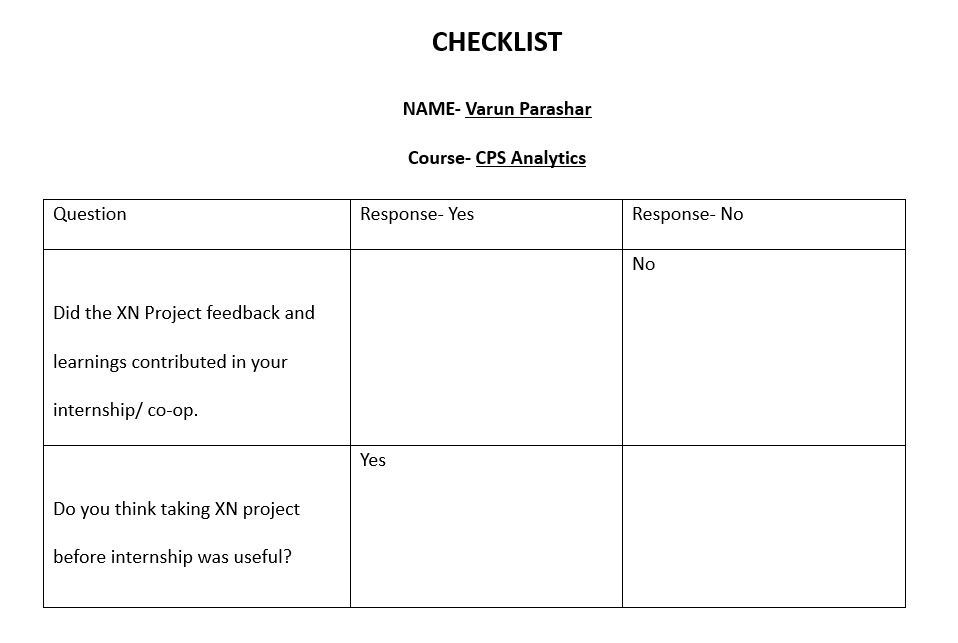 CHECKLIST
NAME- Varun Parashar
Course- CPS Analytics
Question
Response- Yes
Response- No
Did the XN Project feedback and
learnings contributed in your
internship/ co-op.
No
Do you think taking XN project
before internship was useful?
Yes